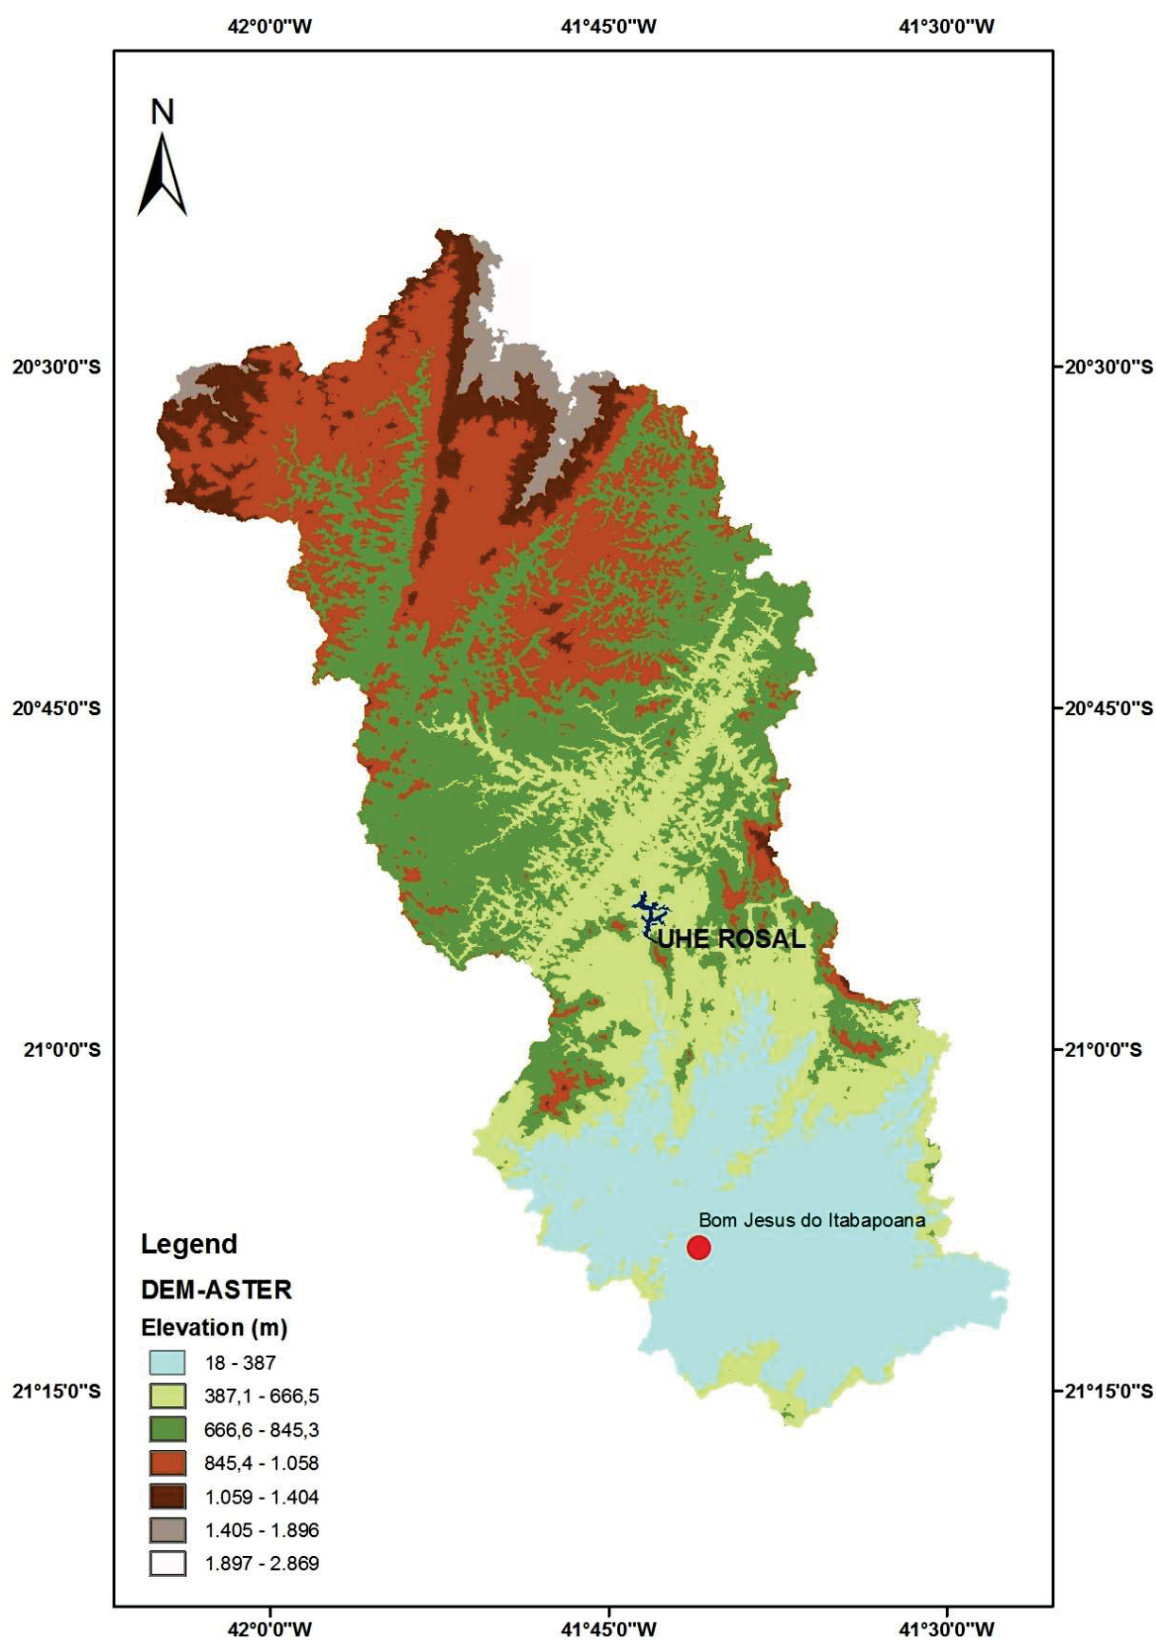 42°0'0"W 41°45'0"W 41°30'0"W
N
20°30'0"S 20°30'0"S
20°45'0"S 20°45'0"S
UHE ROSAL
21°0'0"S 21°0'0"S
Bom Jesus do Itabapoana
Legend
DEM-ASTER
Elevation (m)
18 - 387
21°15'0"S 21°15'0"S
387,1 - 666,5
666,6 - 845,3
845,4 - 1.058
1.059 - 1.404
1.405 - 1.896
1.897 - 2.869
42°0'0"W 41°45'0"W 41°30'0"W